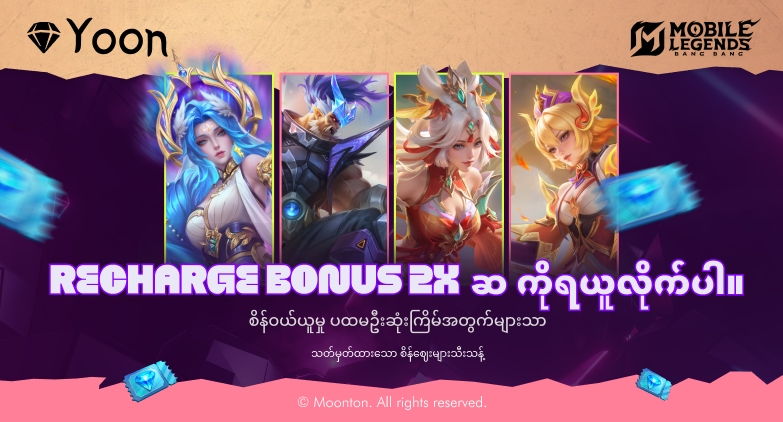 Yoon
MOBILE
LEGENDS
BANG BANG
RECHARGE BONUS 2X ဆ ကိုရယူလိုက်ပါ။
စိန်ဝယ်ယူမှု ပထမဦးဆုံးကြိမ်အတွက်များသာ
သတ်မှတ်ထားသော စိန်ဈေးများသီးသန့်
© Moonton. All rights reserved.